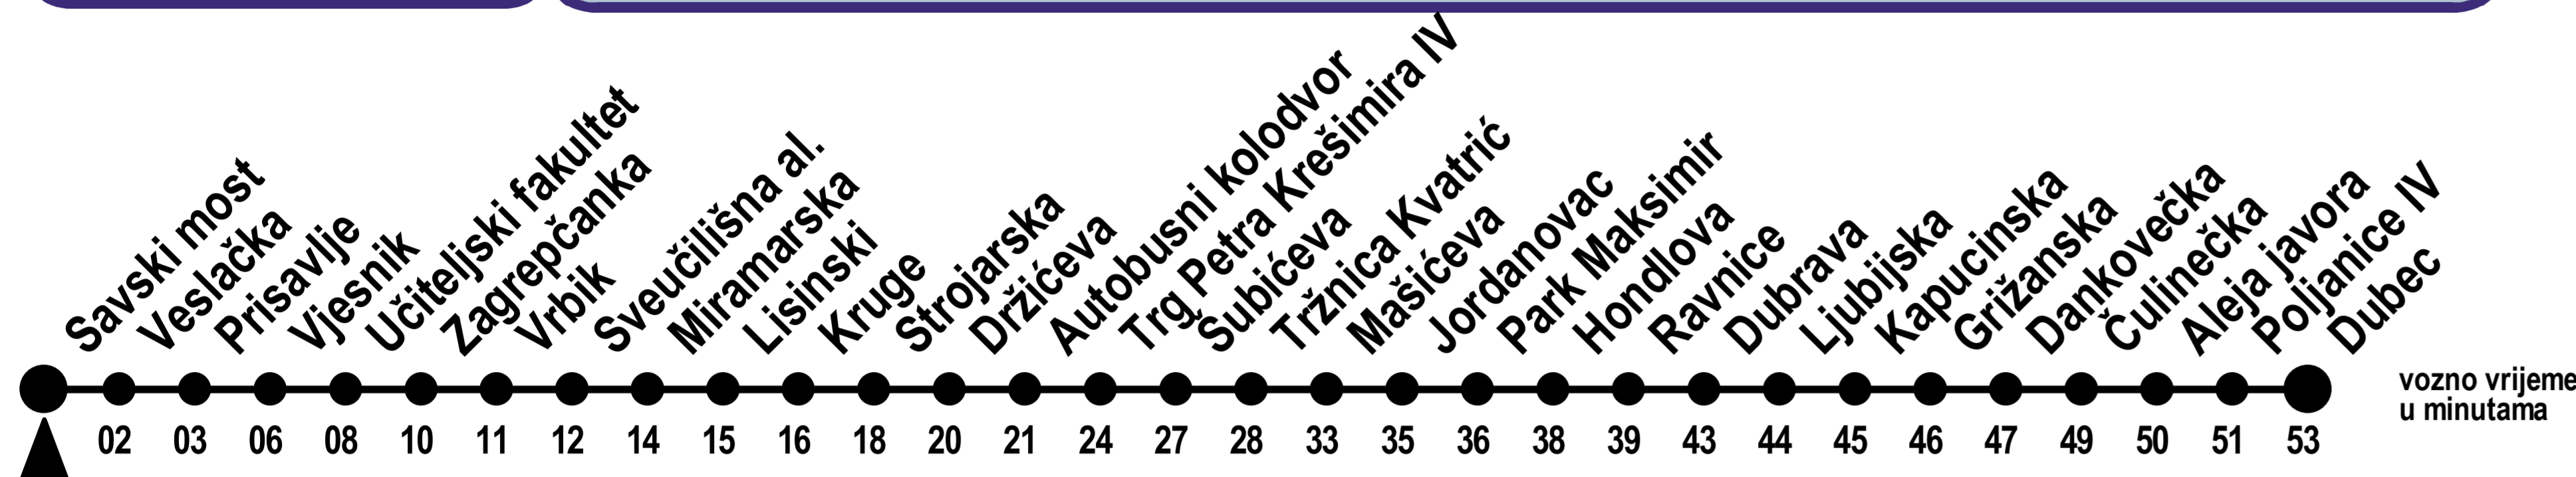 Savski most
Veslačka
Prisavlje
Vjesnik
Učiteljski fakultet
Zagrepčanka
Vrbik
Sveučilišna al.
Miramarska
Lisinski
Kruge
Strojarska
Držićeva
Autobusni kolodvor
Trg Petra Krešimira IV
Šubićeva
Tržnica Kvatrić
Mašićeva
Jordanovac
Park Maksimir
Hondlova
Ravnice
Dubrava
Ljubijska
Kapucinska
Grižanska
Dankovečka
Čulinečka
Aleja javora
Poljanice IV
Dubec
02 03 06 08 10 11 12 14 15 16 18 20 21 24 27 28 33 35 36 38 39 43 44 45 46 47 49 50 51 53
vozno vrijeme
u minutama